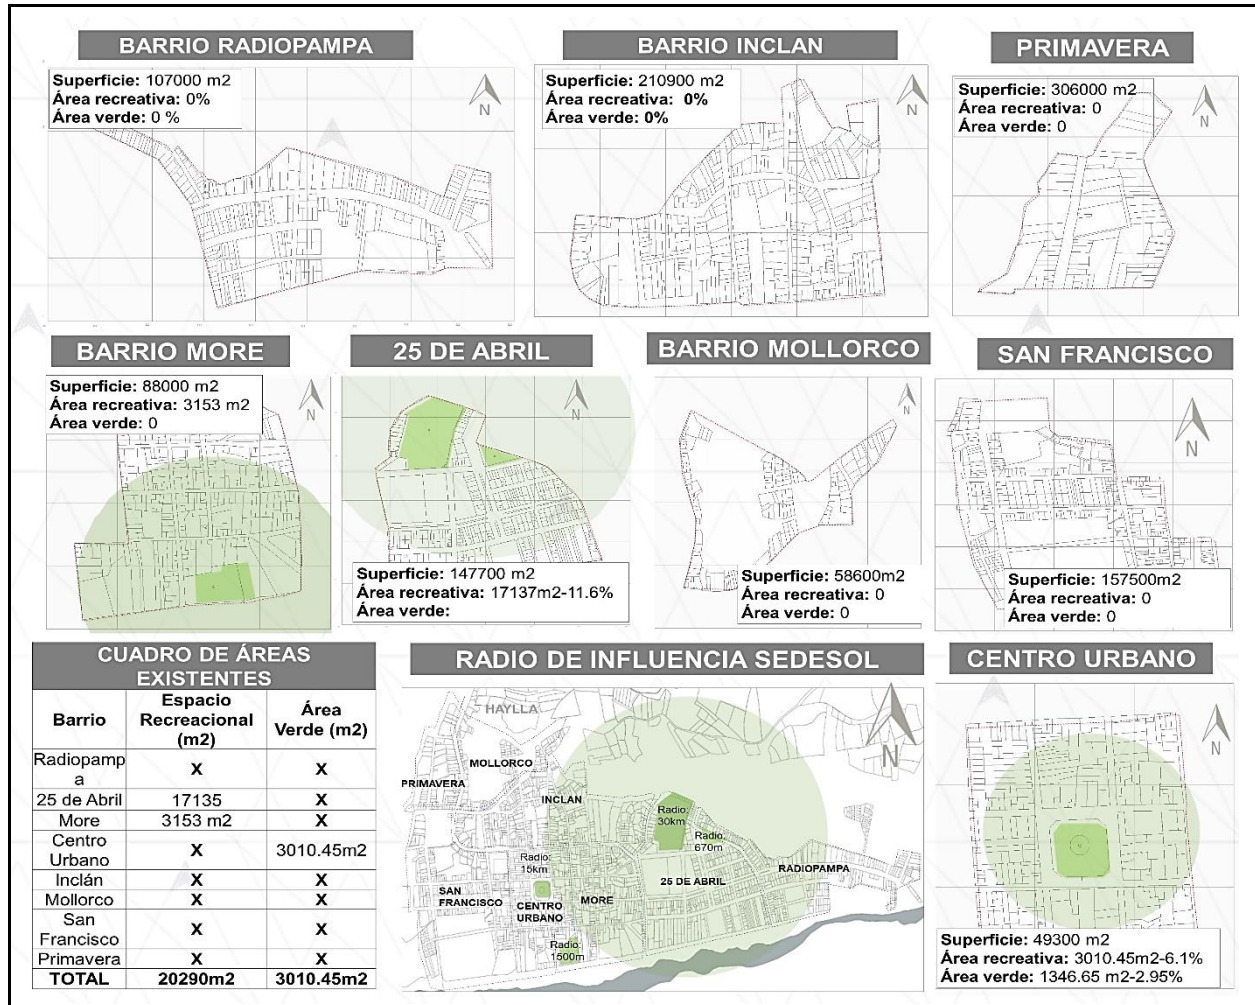 BARRIO RADIOPAMPA
Superficie: 107000 m2
Área recreativa: 0%
Área verde: 0 %
N
BARRIO INCLAN
Superficie: 210900 m2
Área recreativa: 0%
Área verde: 0%
N
PRIMAVERA
Superficie: 306000 m2
Área recreativa: 0
Área verde: 0
N
BARRIO MORE
Superficie: 88000 m2
Área recreativa: 3153 m2
Área verde: 0
N
25 DE ABRIL
N
Superficie: 147700 m2
Área recreativa: 17137m2-11.6%
Área verde:
BARRIO MOLLORCO
N
Superficie: 58600m2
Área recreativa: 0
Área verde: 0
SAN FRANCISCO
N
Superficie: 157500m2
Área recreativa: 0
Área verde: 0
CUADRO DE ÁREAS
EXISTENTES
Barrio Espacio Recreacional (m2) Área Verde (m2)
Radiopamp
a X X
25 de Abril 17135 X
More 3153 m2 X
Centro
Urbano X 3010.45m2
Inclán X X
Mollorco X X
San
Francisco X X
Primavera X X
TOTAL 20290m2 3010.45m2
RADIO DE INFLUENCIA SEDESOL
N
HAYLLA
MOLLORCO
PRIMAVERA
INCLAN
Radio:
30km
Radio:
670m
Radio:
15km
RADIOPAMPA
25 DE ABRIL
SAN
FRANCISCO
CENTRO
URBANO
MORE
Radio:
1500m
CENTRO URBANO
N
Superficie: 49300 m2
Área recreativa: 3010.45m2-6.1%
Área verde: 1346.65 m2-2.95%